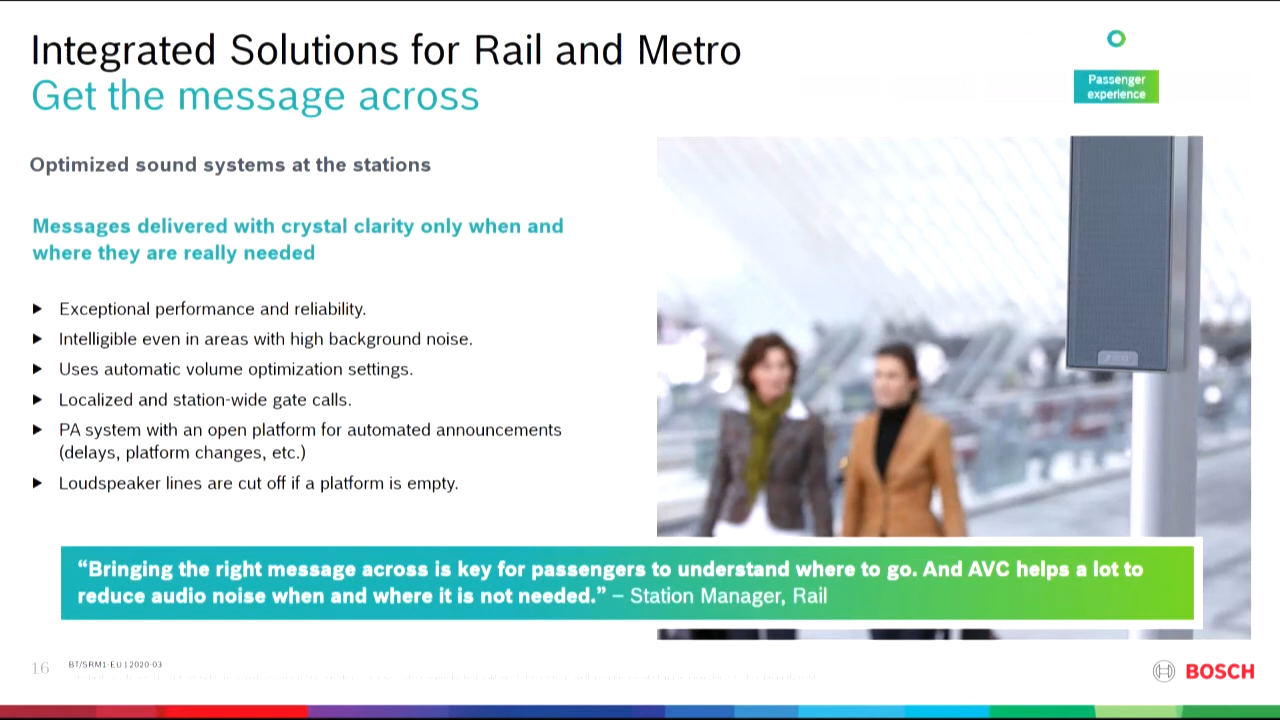 Integrated Solutions for Rail and Metro
Get the message across
Passenger
experience
Optimized sound systems at the stations
Messages delivered with crystal clarity only when and
where they are really needed
► Exceptional performance and reliability.
► Intelligible even in areas with high background noise.
► Uses automatic volume optimization settings.
► Localized and station-wide gate calls.
► PA system with an open platform for automated announcements
(delays, platform changes, etc.)
► Loudspeaker lines are cut off if a platform is empty.
“Bringing the right message across is key for passengers to understand where to go. And AVC helps a lot to
reduce audio noise when and where it is not needed.” – Station Manager, Rail
16 BT/SRM1-EU | 2020-03
BOSCH